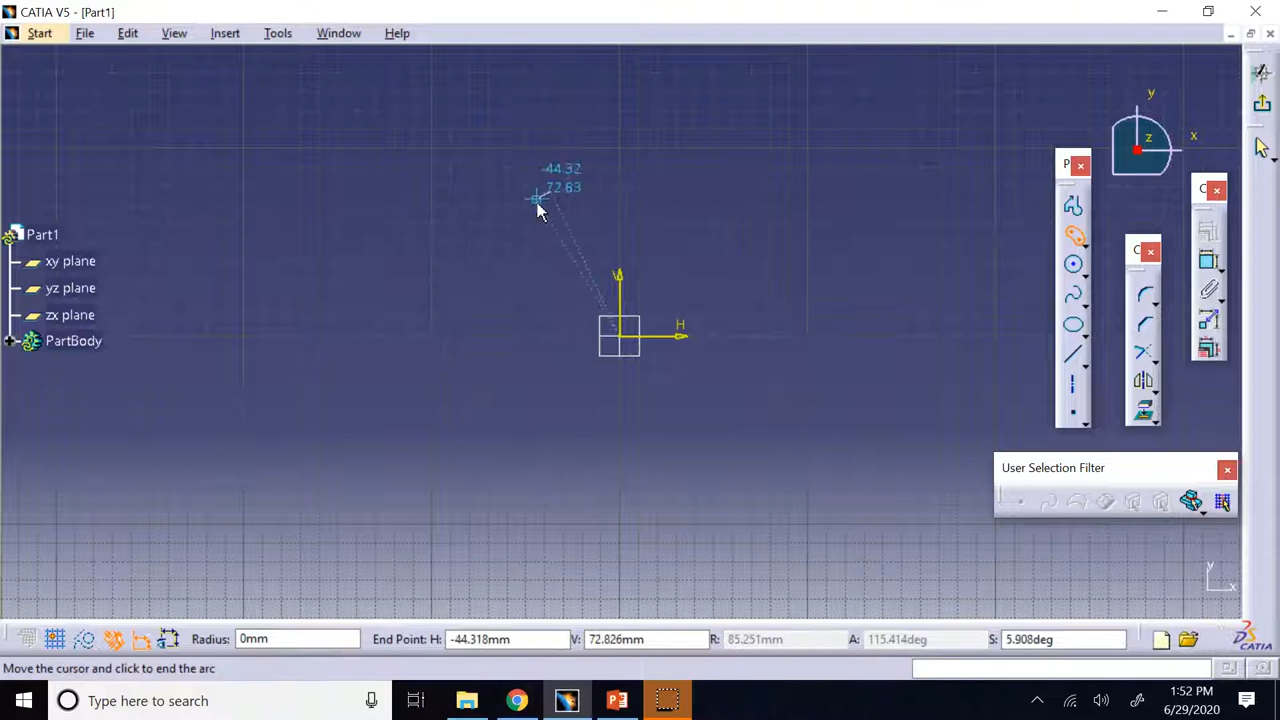 CATIA V5 - [Part1]
Start File Edit View Insert Tools Window Help
y
x
z
-44.32
72.63
V
H
Part1
xy plane
yz plane
zx plane
PartBody
P
C
C
User Selection Filter
y
x
Radius: 0mm End Point: H: -44.318mm V: 72.826mm R: 85.251mm A: 115.414deg S: 5.908deg
CATIA
Move the cursor and click to end the arc
Type here to search
1:52 PM
6/29/2020